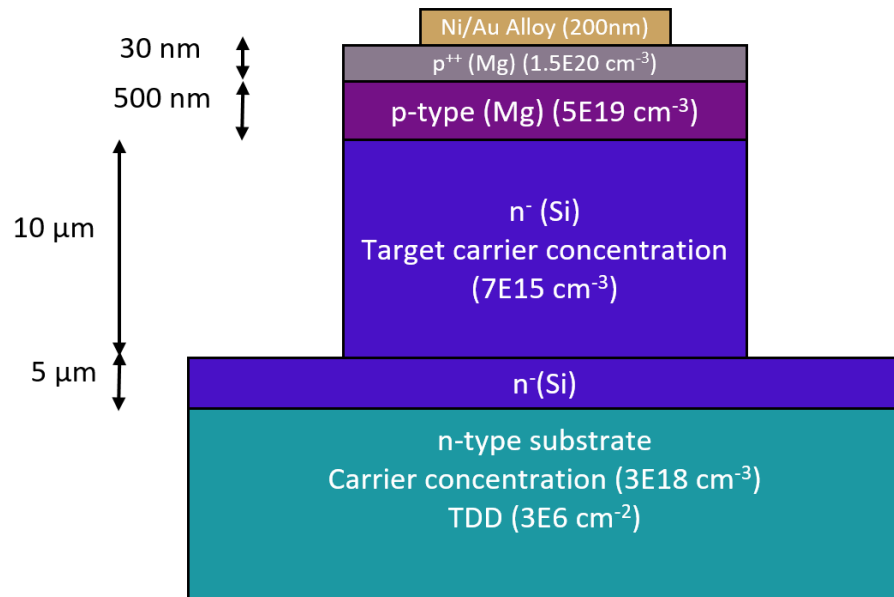 Ni/Au Alloy (200nm)
30 nm
p⁺⁺ (Mg) (1.5E20 cm⁻³)
500 nm
p-type (Mg) (5E19 cm⁻³)
10 µm
n⁻ (Si)
Target carrier concentration
(7E15 cm⁻³)
5 µm
n⁻(Si)
n-type substrate
Carrier concentration (3E18 cm⁻³)
TDD (3E6 cm⁻²)